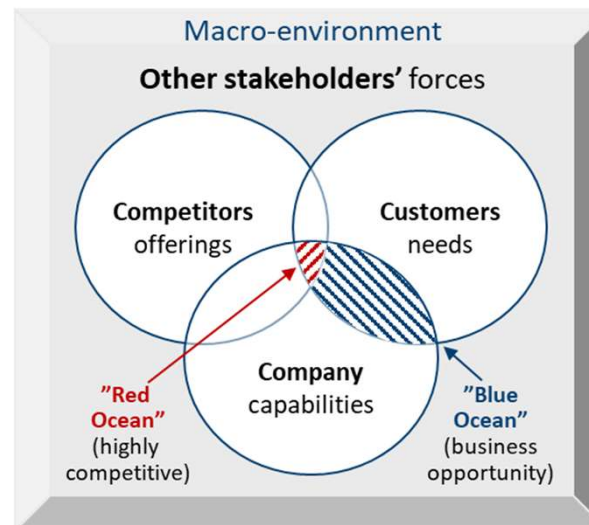 Macro-environment
Other stakeholders’ forces
Competitors
offerings
Customers
needs
Company
capabilities
”Red
Ocean”
(highly
competitive)
”Blue
Ocean”
(business
opportunity)